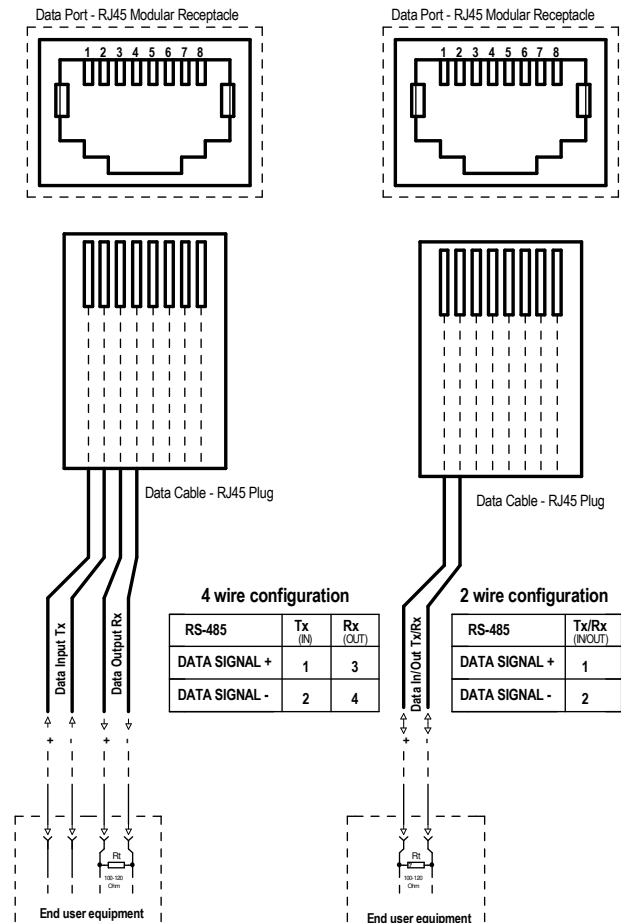 Data Port - RJ45 Modular Receptacle
1 2 3 4 5 6 7 8
Data Cable - RJ45 Plug
Data Input Tx
Data Output Rx
4 wire configuration
RS-485 Tx (IN) Rx (OUT)
DATA SIGNAL + 1 3
DATA SIGNAL - 2 4
+ - + -
Rt
100-120
Ohm
End user equipment
Data Port - RJ45 Modular Receptacle
1 2 3 4 5 6 7 8
Data Cable - RJ45 Plug
Data In/Out Tx/Rx
2 wire configuration
RS-485 Tx/Rx (IN/OUT)
DATA SIGNAL + 1
DATA SIGNAL - 2
+ -
Rt
100-120
Ohm
End user equipment